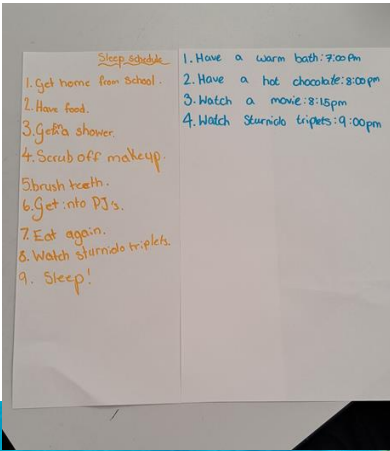 Sleep schedule
1. Get home from School.
2. Have food.
3. Get in a shower.
4. Scrub off makeup.
5. brush teeth.
6. Get into PJ's.
7. Eat again.
8. Watch sturniolo triplets.
9. Sleep!
1. Have a warm bath: 7:00pm
2. Have a hot chocolate: 8:00pm
3. Watch a movie: 8:15pm
4. Watch Sturniolo triplets: 9:00pm